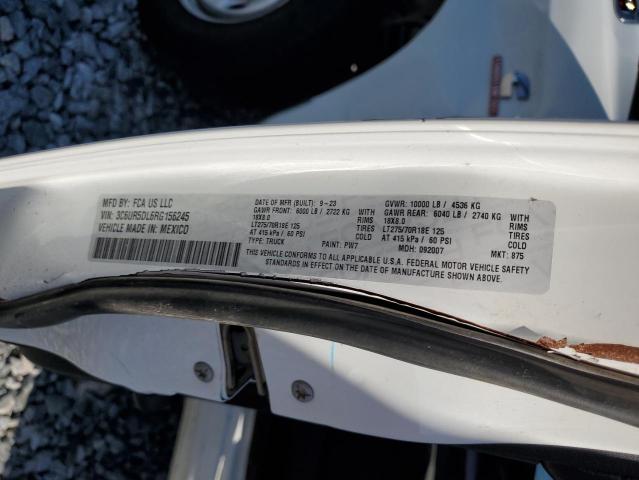 MFD BY: FCA US LLC
VIN: 3C6UR5DL6RG156245
VEHICLE MADE IN: MEXICO
DATE OF MFR (BUILT): 9-23
GAWR FRONT: 6000 LB / 2722 KG WITH
18X8.0 RIMS
LT275/70R18E 125 TIRES
AT 415 kPa / 60 PSI COLD
TYPE: TRUCK PAINT: PW7
GVWR: 10000 LB / 4536 KG
GAWR REAR: 6040 LB / 2740 KG WITH
18X8.0 RIMS
LT275/70R18E 125 TIRES
AT 415 kPa / 60 PSI COLD
MDH: 092007 MKT: 875
THIS VEHICLE CONFORMS TO ALL APPLICABLE U.S.A. FEDERAL MOTOR VEHICLE SAFETY
STANDARDS IN EFFECT ON THE DATE OF MANUFACTURE SHOWN ABOVE.